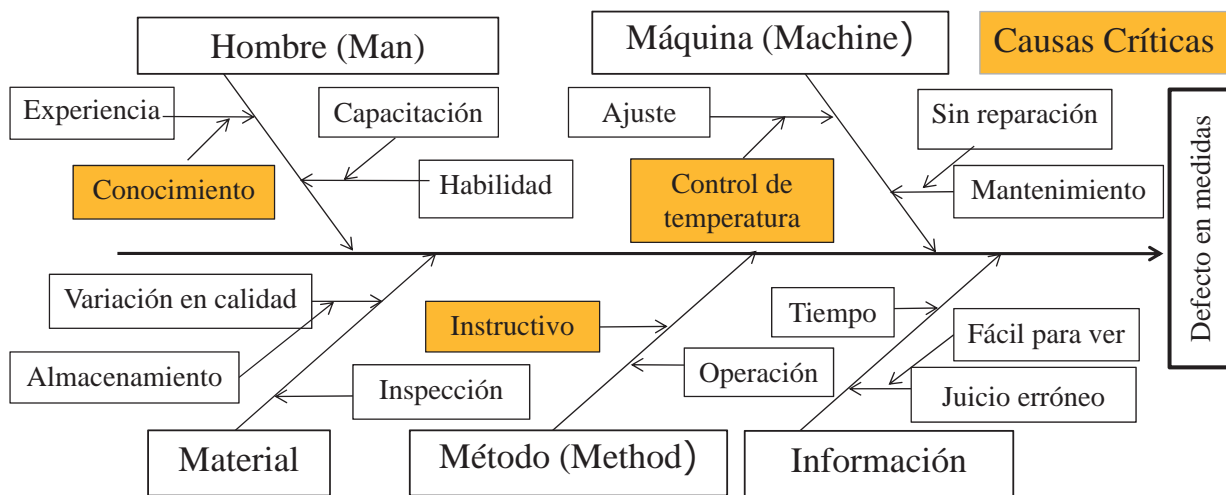 Hombre (Man)
Máquina (Machine)
Causas Críticas
Experiencia
Capacitación
Conocimiento
Habilidad
Ajuste
Sin reparación
Control de
temperatura
Mantenimiento
Defecto en medidas
Variación en calidad
Almacenamiento
Inspección
Instructivo
Operación
Tiempo
Fácil para ver
Juicio erróneo
Material
Método (Method)
Información